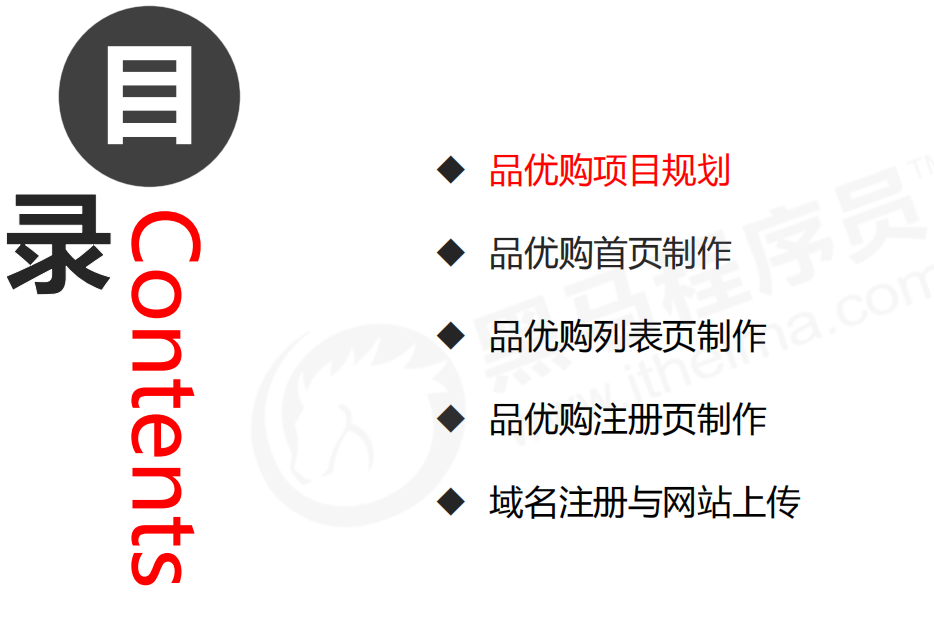 目录
Contents
品优购项目规划
品优购首页制作
品优购列表页制作
品优购注册页制作
域名注册与网站上传
黑马程序员™
www.itheima.com